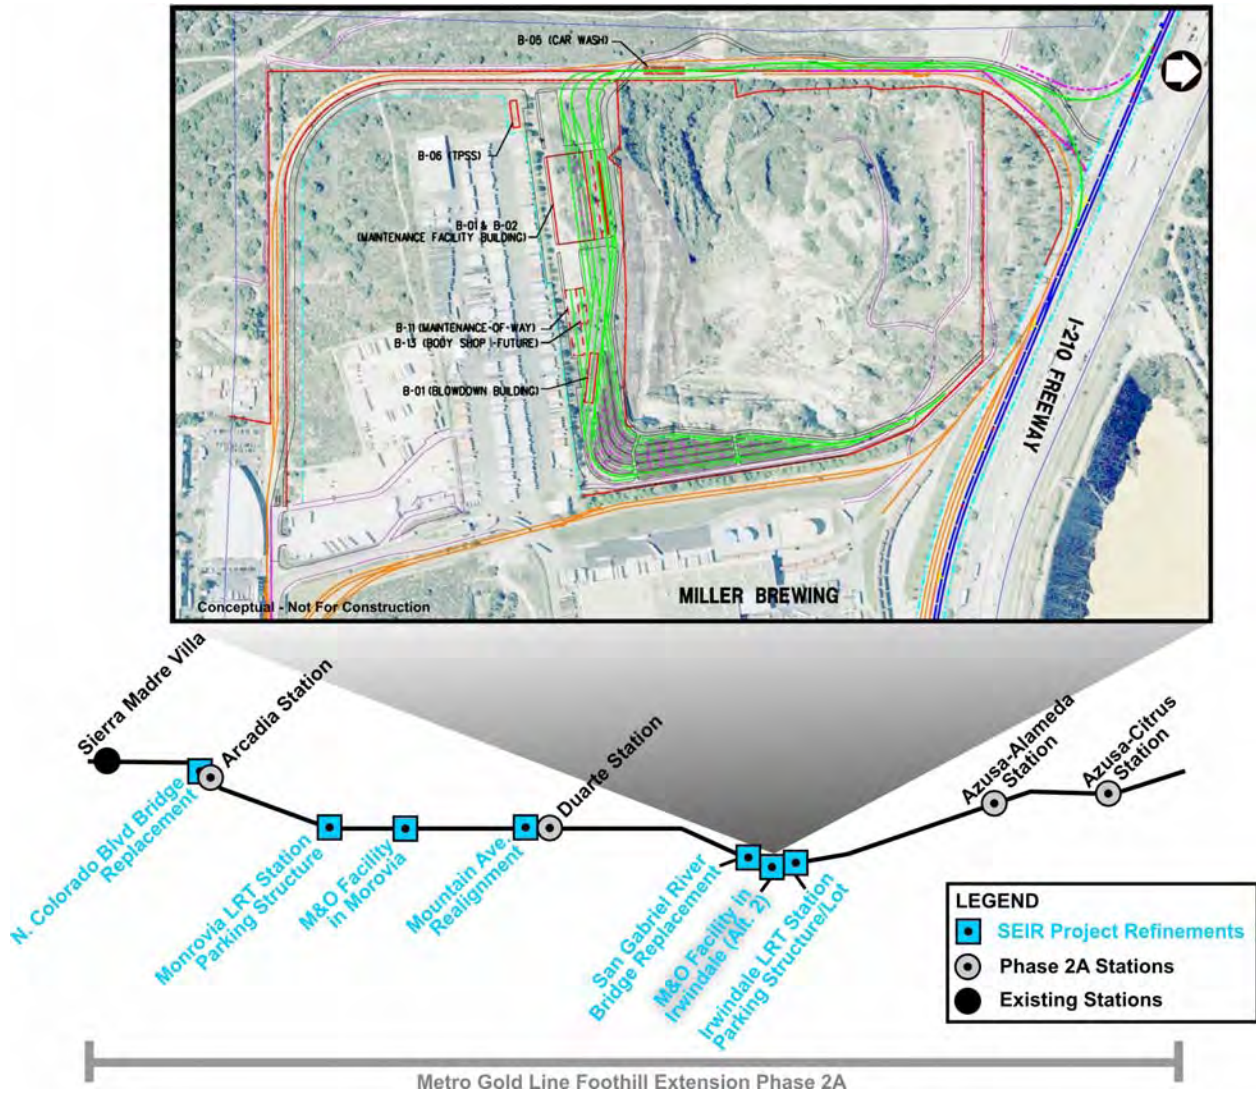 B-05 (CAR WASH)
B-06 (TPSS)
B-01 & B-02
(MAINTENANCE FACILITY BUILDING)
B-11 (MAINTENANCE-OF-WAY)
B-13 (BODY SHOP - FUTURE)
B-01 (BLOWDOWN BUILDING)
I-210 FREEWAY
MILLER BREWING
Conceptual - Not For Construction
Sierra Madre Villa
Arcadia Station
Duarte Station
Azusa-Alameda
Station
Azusa-Citrus
Station
N. Colorado Blvd Bridge
Replacement
Monrovia LRT Station
Parking Structure
M&O Facility
in Morovia
Mountain Ave.
Realignment
San Gabriel River
Bridge Replacement
M&O Facility in
Irwindale (Alt. 2)
Irwindale LRT Station
Parking Structure/Lot
LEGEND
SEIR Project Refinements
Phase 2A Stations
Existing Stations
Metro Gold Line Foothill Extension Phase 2A